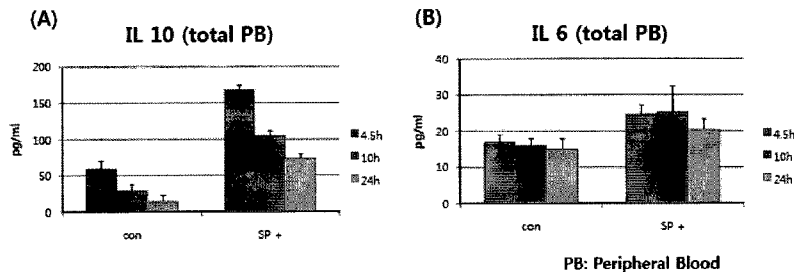 (A)
IL 10 (total PB)
200
150
100
50
0
pg/ml
con
SP +
4.5h
10h
24h
(B)
IL 6 (total PB)
40
30
20
10
0
pg/ml
con
SP +
4.5h
10h
24h
PB: Peripheral Blood